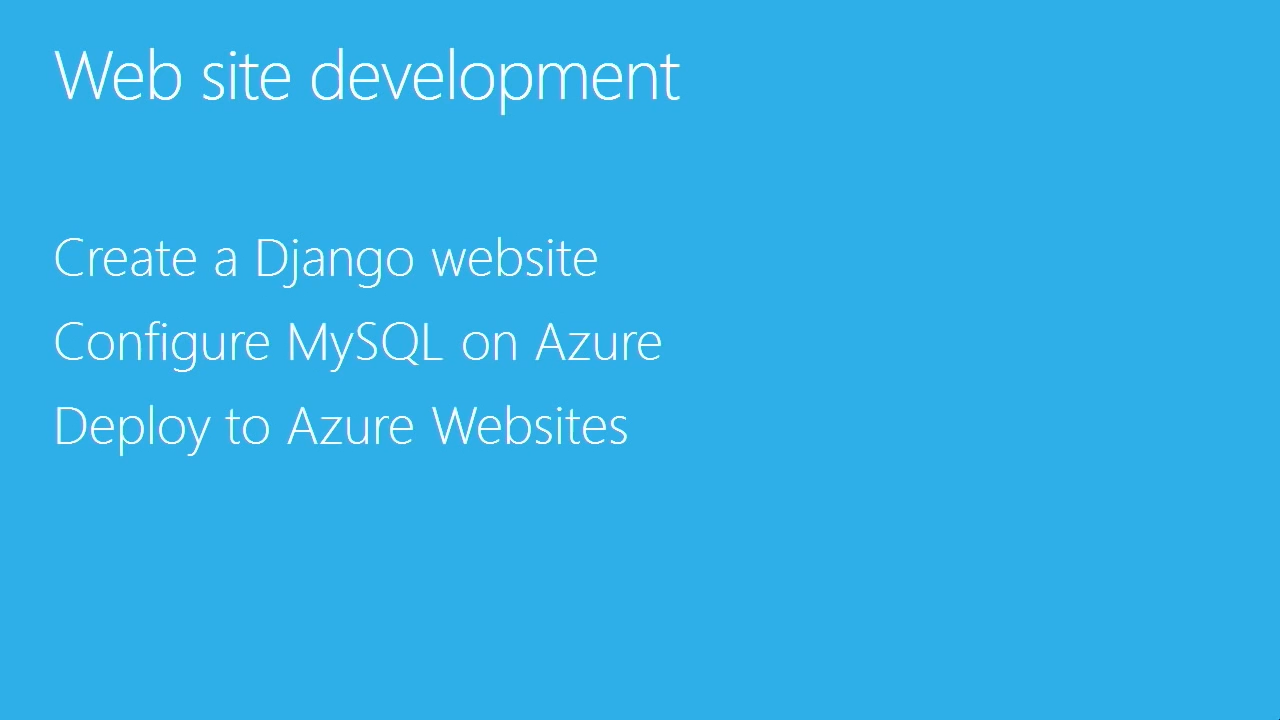 Web site development
Create a Django website
Configure MySQL on Azure
Deploy to Azure Websites